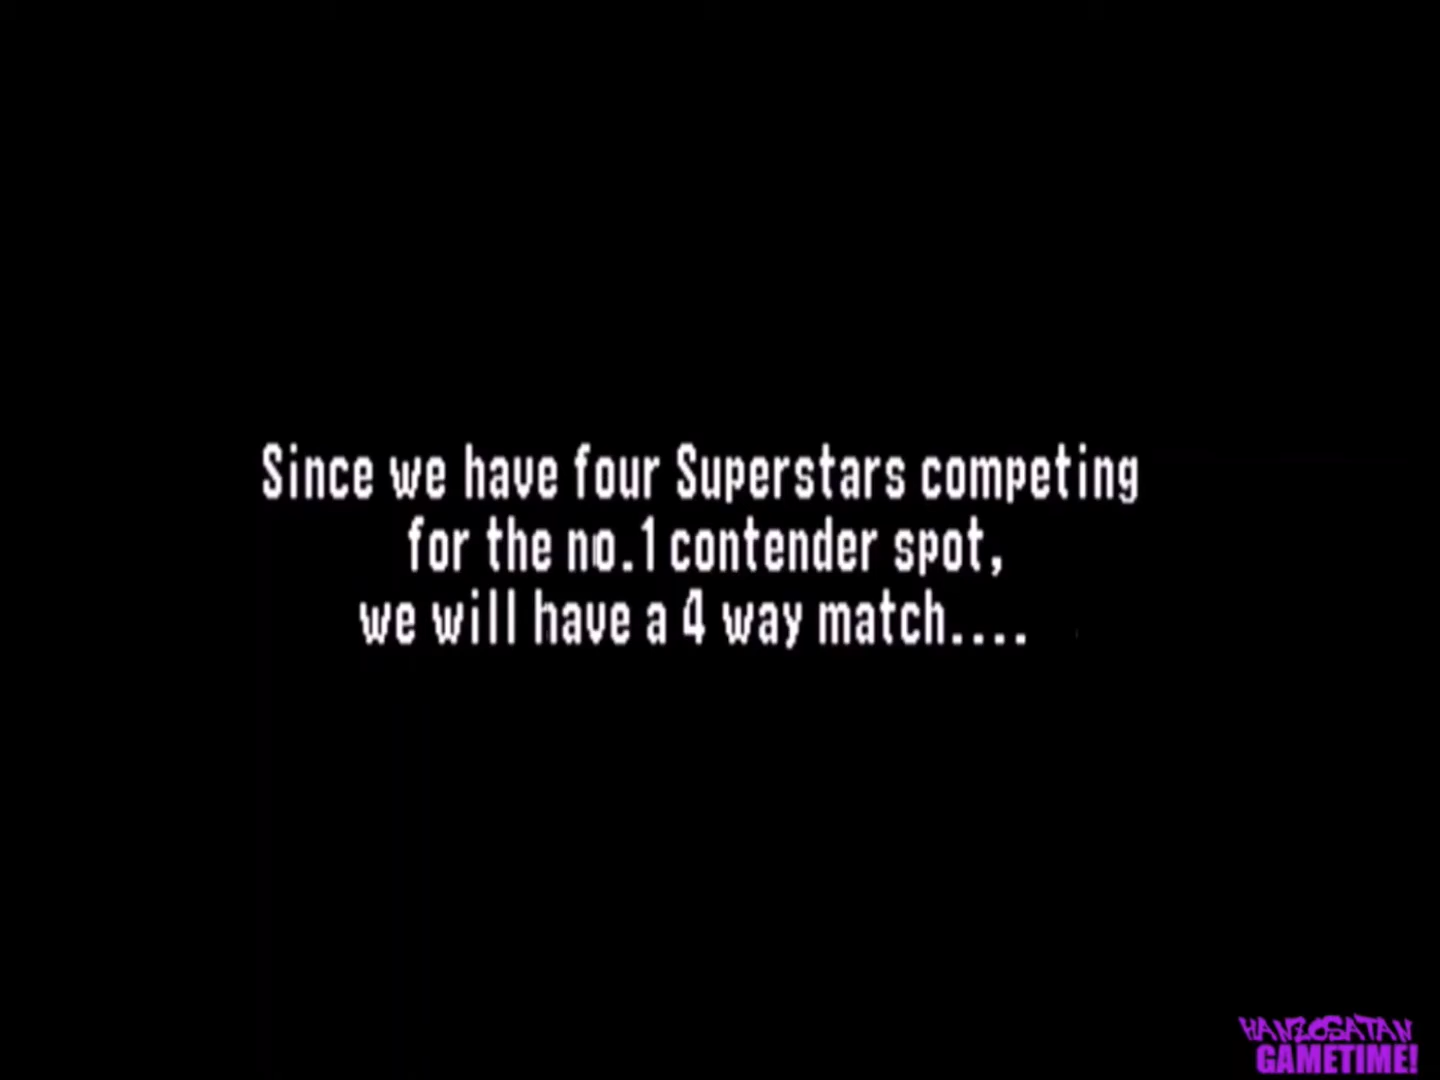 Since we have four Superstars competing
for the no.1 contender spot,
we will have a 4 way match....
HANZOSATAN
GAMETIME!